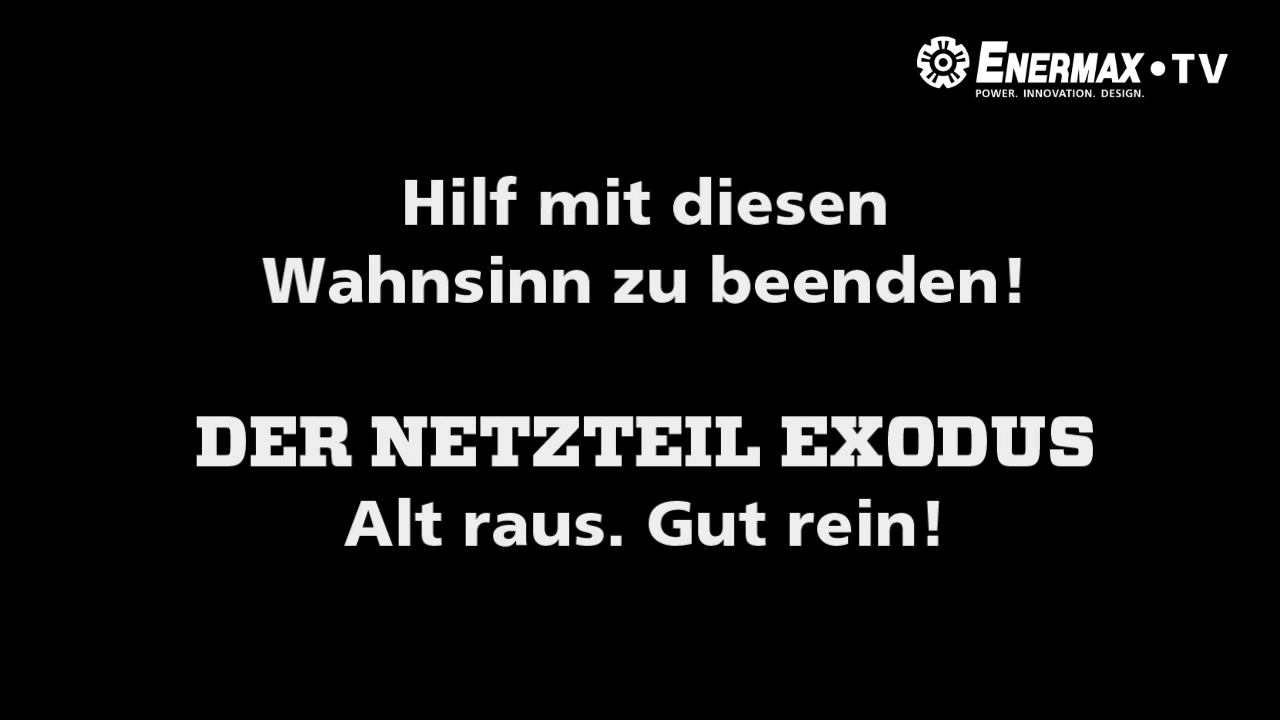 ENERMAX • TV
POWER. INNOVATION. DESIGN.
Hilf mit diesen
Wahnsinn zu beenden!
DER NETZTEIL EXODUS
Alt raus. Gut rein!